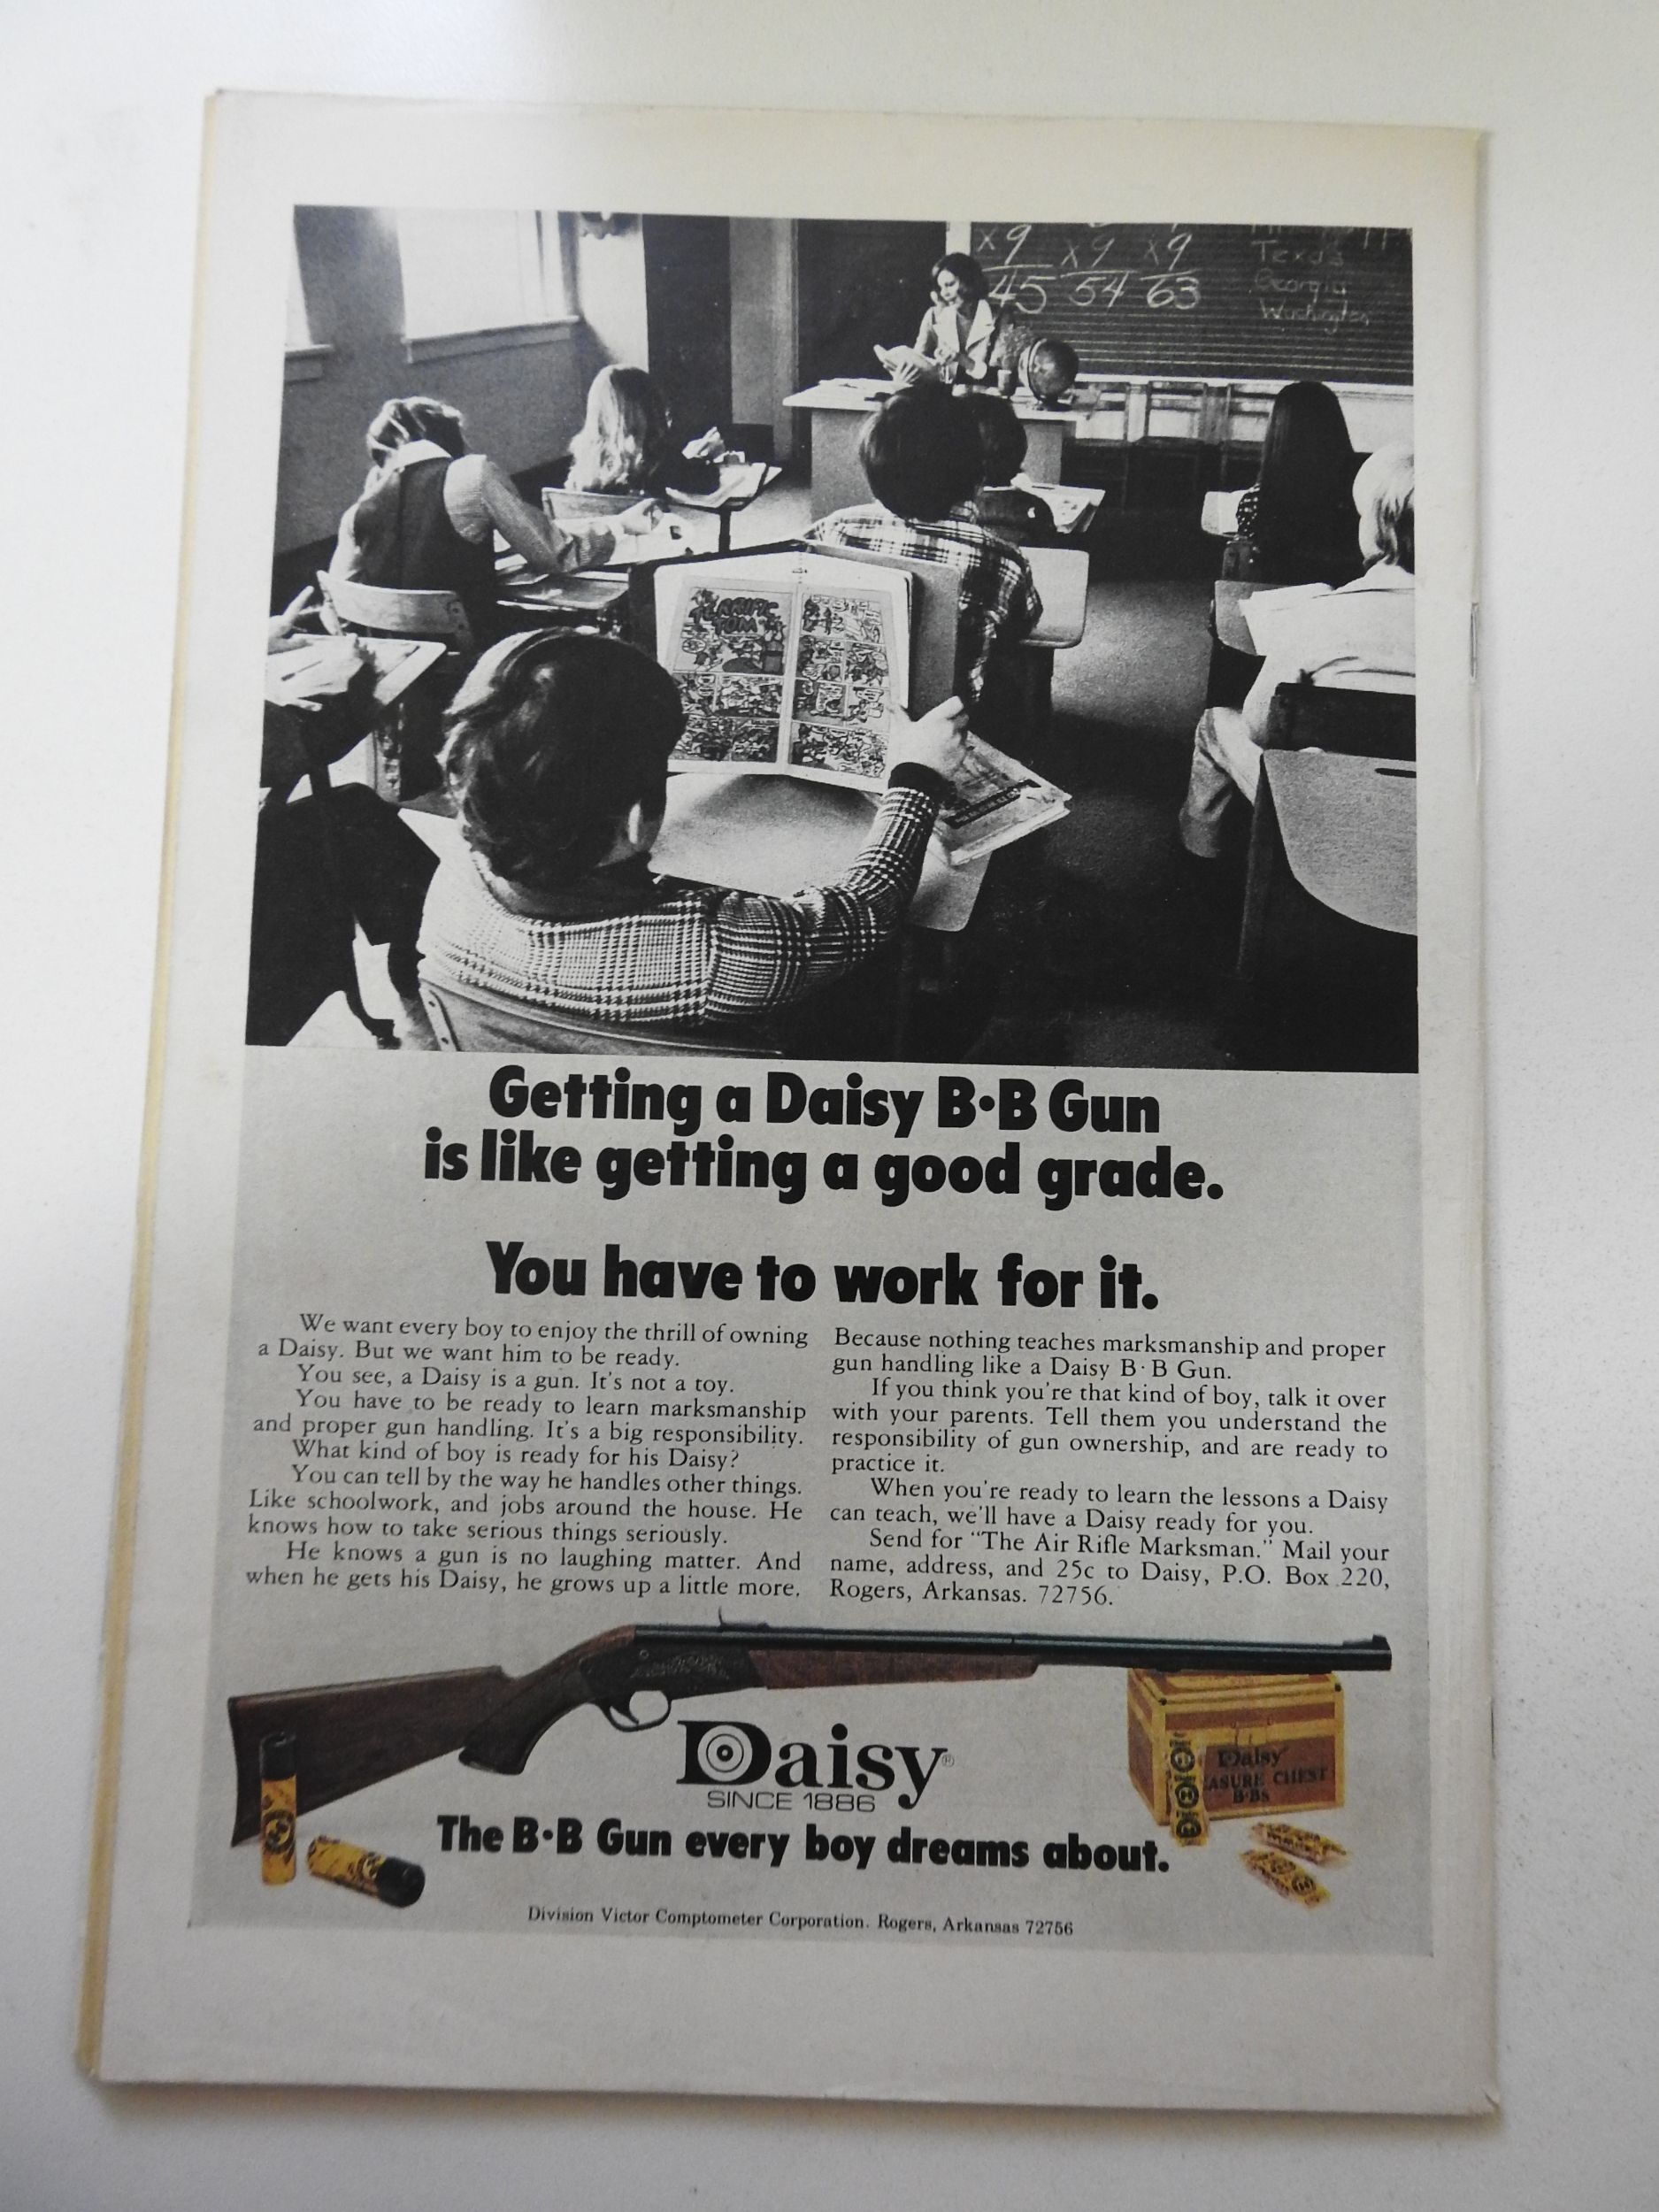 x9 x9 x9
45 54 63
Texas
Georgia
Washington
TERRIFIC
TOM
Getting a Daisy B·B Gun
is like getting a good grade.
You have to work for it.
We want every boy to enjoy the thrill of owning
a Daisy. But we want him to be ready.
You see, a Daisy is a gun. It's not a toy.
You have to be ready to learn marksmanship
and proper gun handling. It's a big responsibility.
What kind of boy is ready for his Daisy?
You can tell by the way he handles other things.
Like schoolwork, and jobs around the house. He
knows how to take serious things seriously.
He knows a gun is no laughing matter. And
when he gets his Daisy, he grows up a little more.
Because nothing teaches marksmanship and proper
gun handling like a Daisy B·B Gun.
If you think you're that kind of boy, talk it over
with your parents. Tell them you understand the
responsibility of gun ownership, and are ready to
practice it.
When you're ready to learn the lessons a Daisy
can teach, we'll have a Daisy ready for you.
Send for "The Air Rifle Marksman." Mail your
name, address, and 25c to Daisy, P.O. Box 220,
Rogers, Arkansas. 72756.
Daisy®
SINCE 1886
Daisy
ASURE CHEST
B·Bs
The B·B Gun every boy dreams about.
Division Victor Comptometer Corporation. Rogers, Arkansas 72756